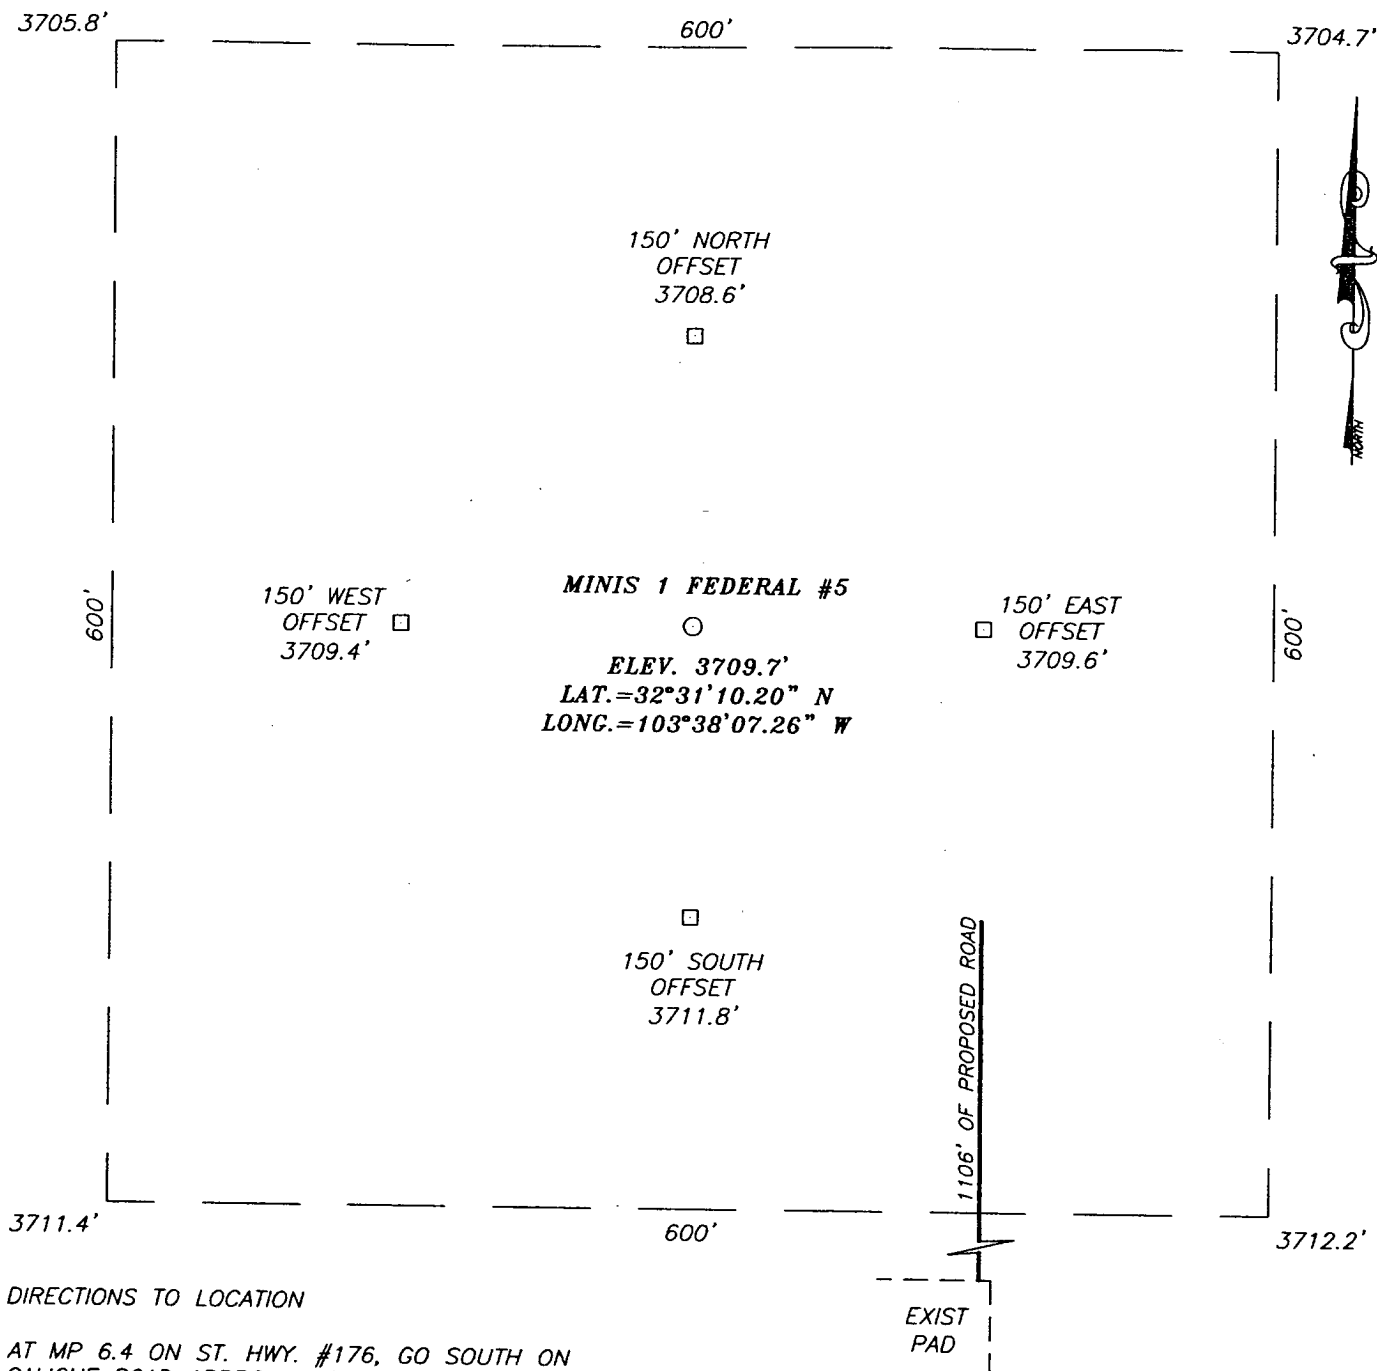 3705.8'
600'
3704.7'
150' NORTH
OFFSET
3708.6'
NORTH
600'
150' WEST
OFFSET
3709.4'
MINIS 1 FEDERAL #5
ELEV. 3709.7'
LAT.=32°31'10.20" N
LONG.=103°38'07.26" W
150' EAST
OFFSET
3709.6'
600'
150' SOUTH
OFFSET
3711.8'
1106' OF PROPOSED ROAD
3711.4'
600'
3712.2'
EXIST
PAD
DIRECTIONS TO LOCATION
AT MP 6.4 ON ST. HWY. #176, GO SOUTH ON